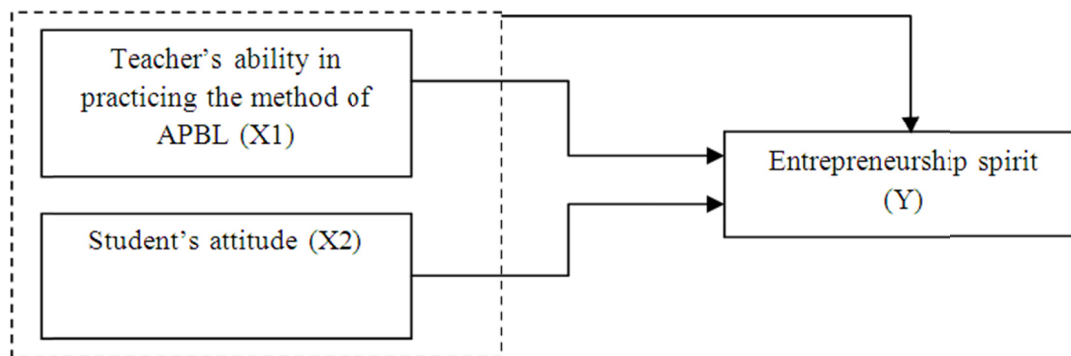 Teacher's ability in
practicing the method of
APBL (X1)
Entrepreneurship spirit
(Y)
Student's attitude (X2)